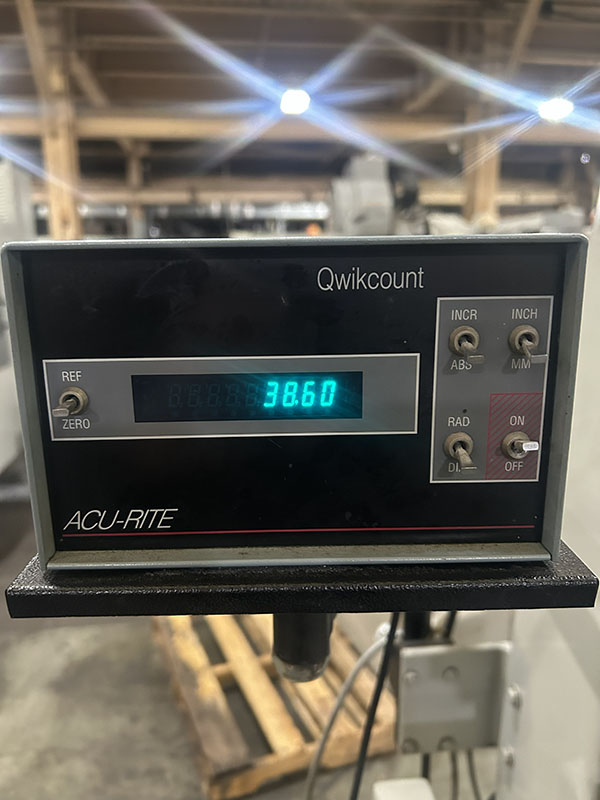 Qwikcount
INCR INCH
ABS MM
REF
38.60
ZERO
RAD ON
OFF
ACU-RITE